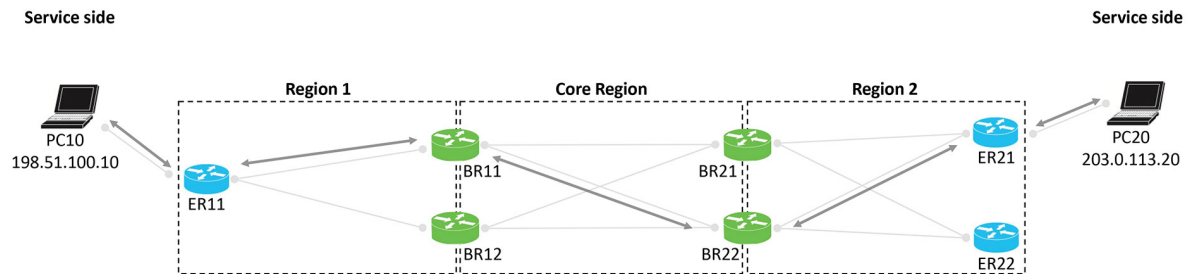 Service side
Service side
Region 1
Core Region
Region 2
PC10
198.51.100.10
ER11
BR11
BR12
BR21
BR22
ER21
ER22
PC20
203.0.113.20